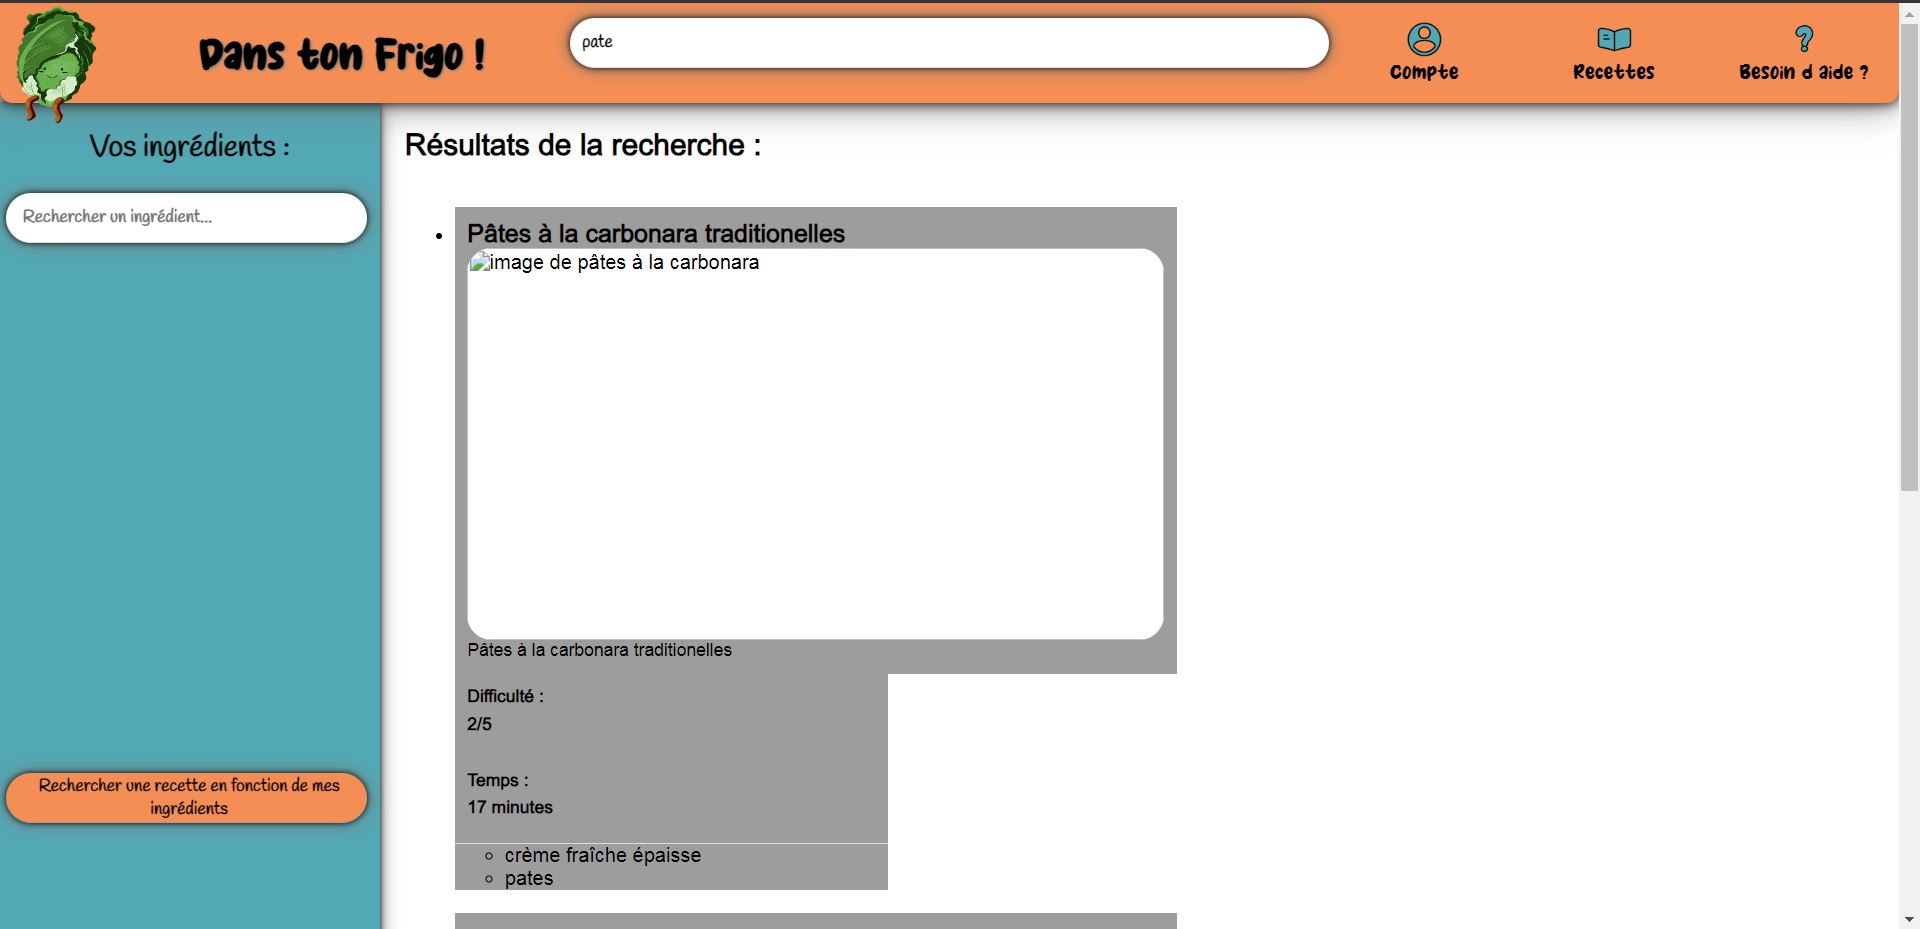 Dans ton Frigo !
pate
Compte
Recettes
Besoin d aide ?
Vos ingrédients :
Rechercher un ingrédient...
Rechercher une recette en fonction de mes
ingrédients
Résultats de la recherche :
Pâtes à la carbonara traditionelles
image de pâtes à la carbonara
Pâtes à la carbonara traditionelles
Difficulté :
2/5
Temps :
17 minutes
crème fraîche épaisse
pates